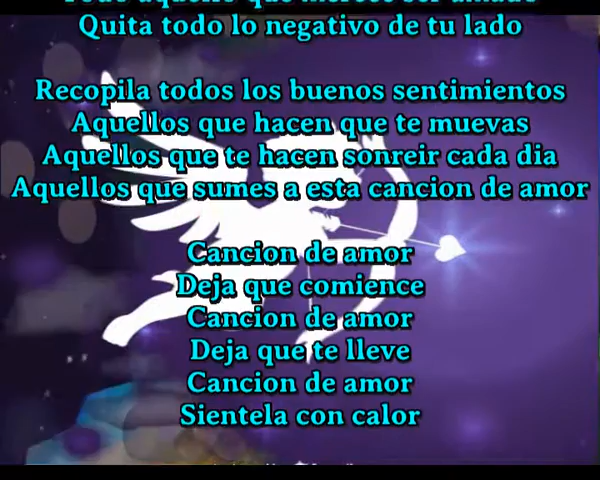 Todo aquello que merece ser amado
Quita todo lo negativo de tu lado
Recopila todos los buenos sentimientos
Aquellos que hacen que te muevas
Aquellos que te hacen sonreir cada dia
Aquellos que sumes a esta cancion de amor
Cancion de amor
Deja que comience
Cancion de amor
Deja que te lleve
Cancion de amor
Sientela con calor